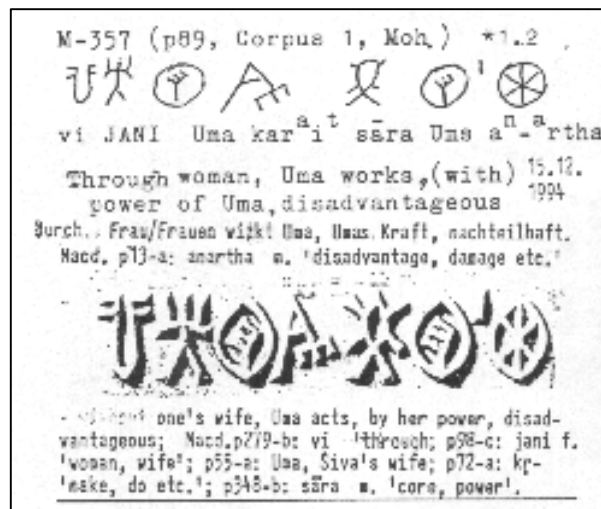 M-357 (p89, Corpus 1, Moh.) *1..2
vi JANI Uma karait sāra Uma an-artha
Through woman, Uma works, (with) 15.12.
power of Uma, disadvantageous 1994
Durch. Frau/Frauen wirkt Uma, Umas Kraft, nachteilhaft.
Macd. p13-a: anartha m. 'disadvantage, damage etc.'
one's wife, Uma acts, by her power, disad-
vantageous; Macd.p279-b: vi 'through; p98-c: jani f.
'woman, wife'; p55-a: Uma, Siva's wife; p72-a: kr-
'make, do etc.'; p348-b: sāra m. 'core, power'.